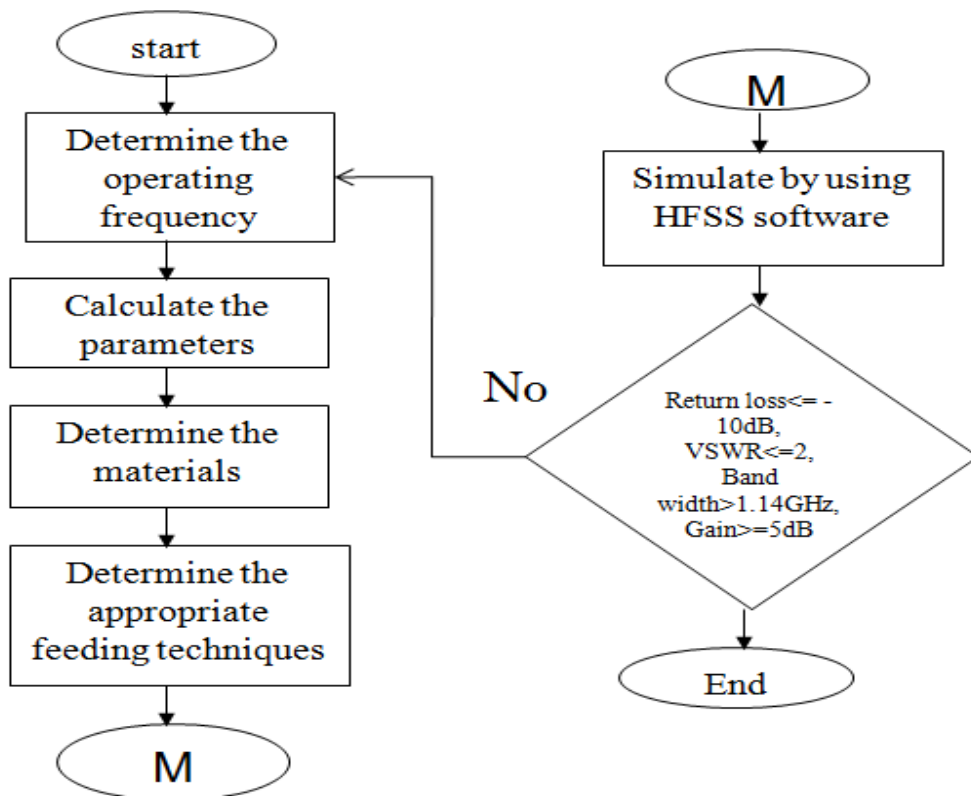 start
Determine the
operating
frequency
Calculate the
parameters
Determine the
materials
Determine the
appropriate
feeding techniques
M
M
Simulate by using
HFSS software
No
Return loss<= -
10dB,
VSWR<=2,
Band
width>1.14GHz,
Gain>=5dB
End